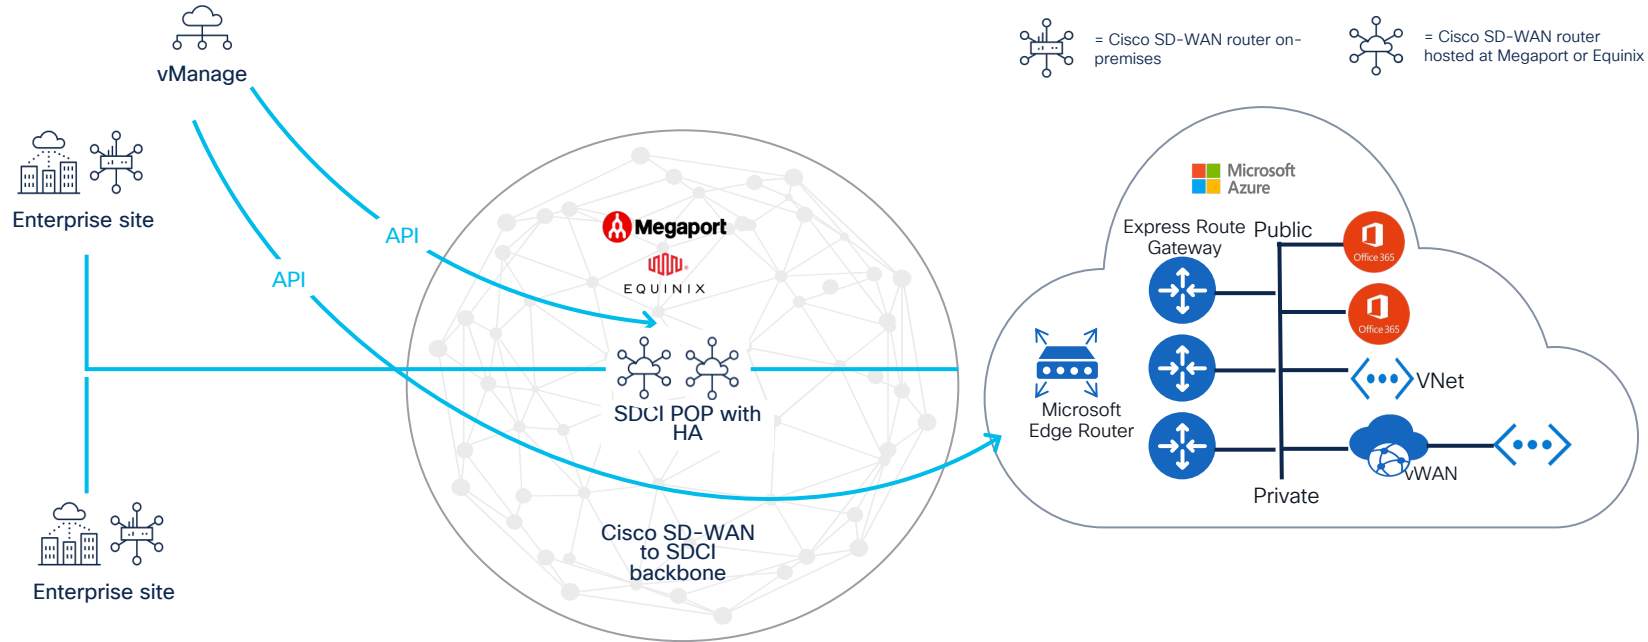 vManage
= Cisco SD-WAN router on-
premises
= Cisco SD-WAN router
hosted at Megaport or Equinix
Enterprise site
API
API
Megaport
EQUINIX
SDCI POP with
HA
Cisco SD-WAN
to SDCI
backbone
Enterprise site
Microsoft
Azure
Express Route
Gateway
Public
Office 365
Office 365
Microsoft
Edge Router
VNet
vWAN
Private